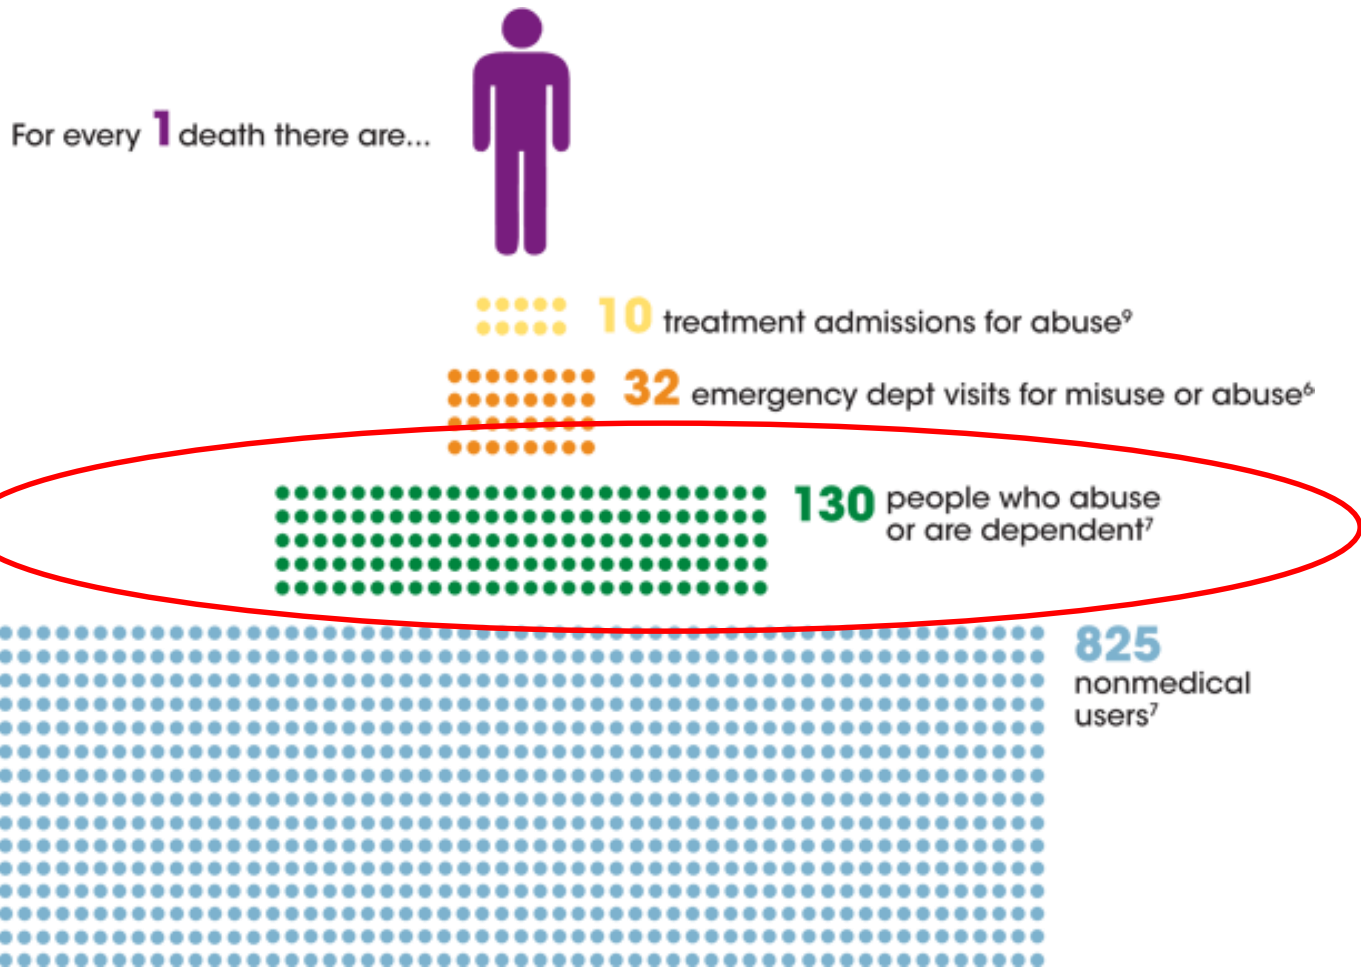 For every 1 death there are...
10 treatment admissions for abuse⁹
32 emergency dept visits for misuse or abuse⁶
130 people who abuse
or are dependent⁷
825
nonmedical
users⁷